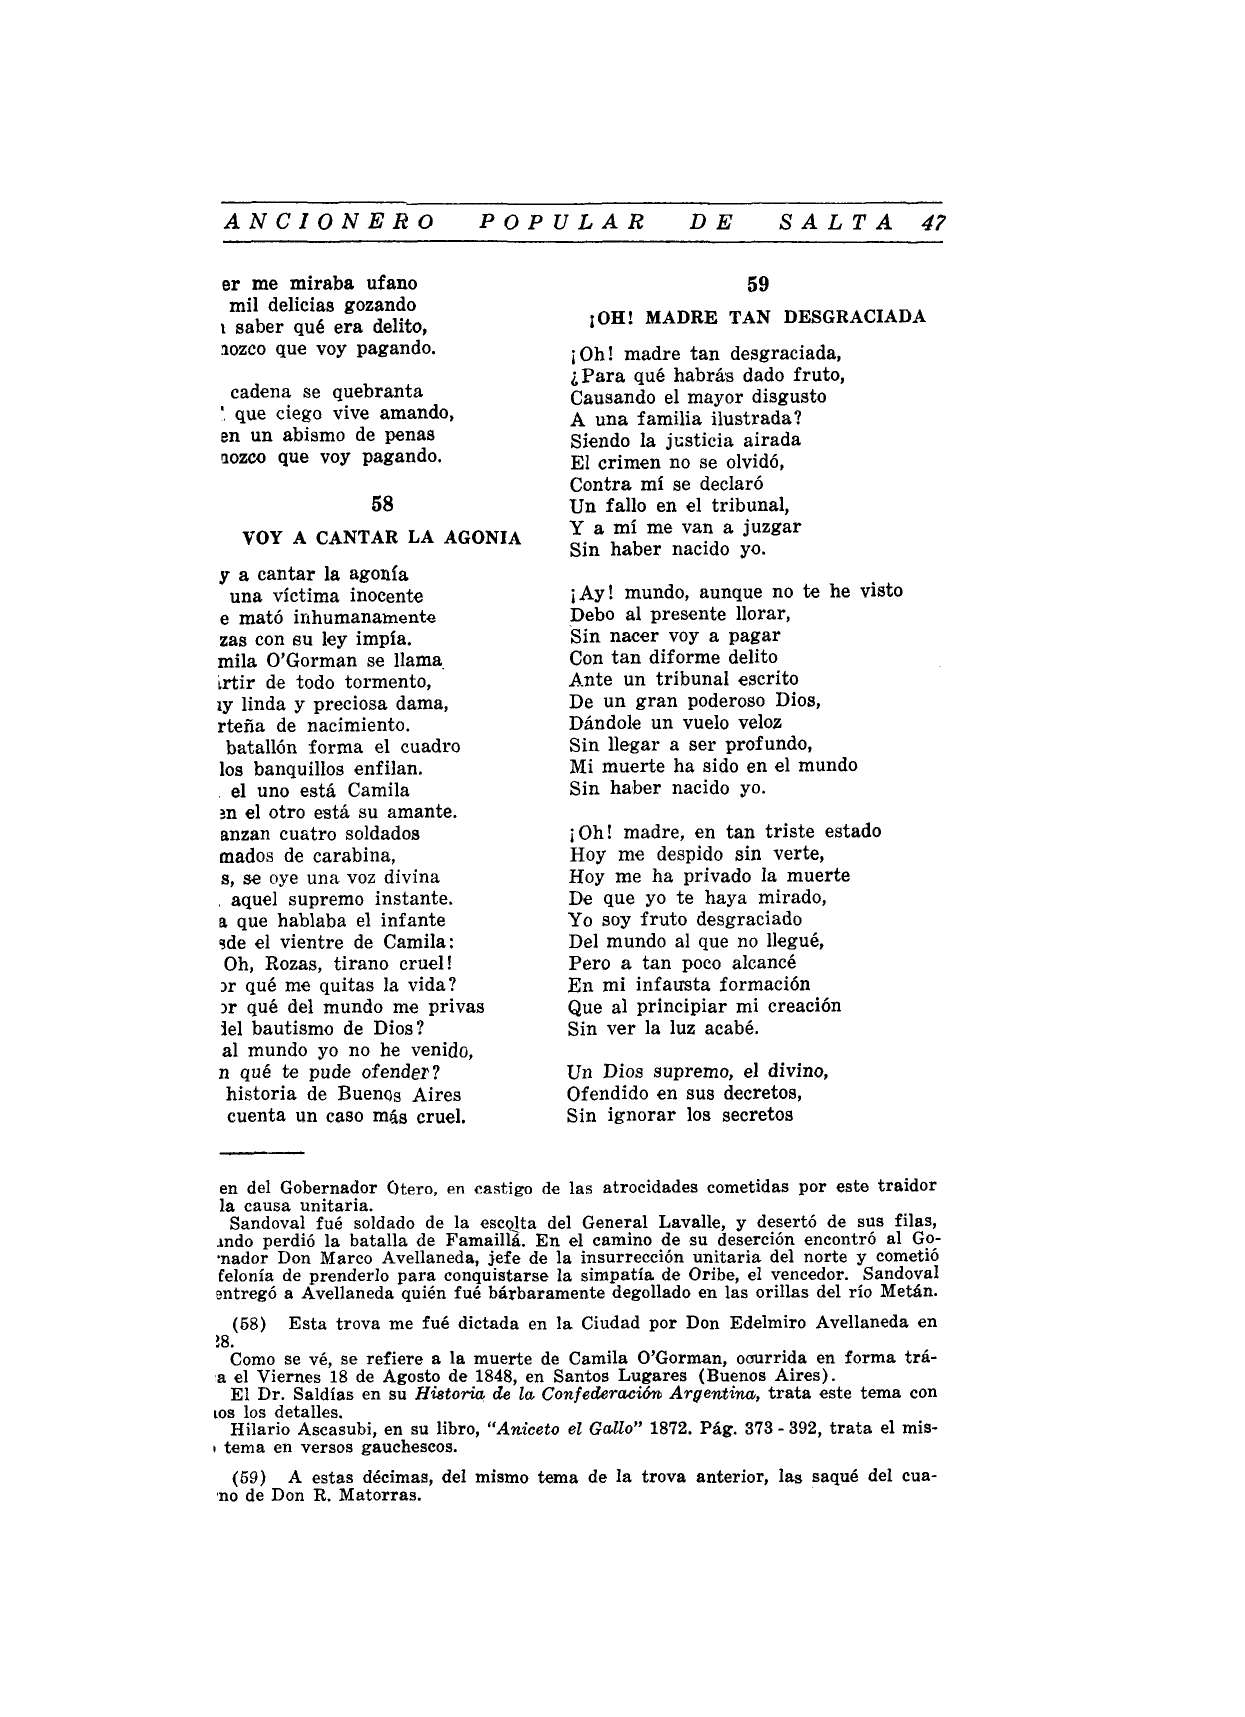 ANCIONERO POPULAR DE SALTA 47
er me miraba ufano
mil delicias gozando
saber qué era delito,
nozco que voy pagando.
cadena se quebranta
que ciego vive amando,
en un abismo de penas
nozco que voy pagando.
58
VOY A CANTAR LA AGONIA
y a cantar la agonía
una víctima inocente
e mató inhumanamente
zas con su ley impía.
mila O'Gorman se llama
rtir de todo tormento,
y linda y preciosa dama,
rteña de nacimiento.
batallón forma el cuadro
los banquillos enfilan.
el uno está Camila
en el otro está su amante.
anzan cuatro soldados
mados de carabina,
s, se oye una voz divina
aquel supremo instante.
a que hablaba el infante
sde el vientre de Camila:
Oh, Rozas, tirano cruel!
or qué me quitas la vida?
or qué del mundo me privas
del bautismo de Dios?
al mundo yo no he venido,
n qué te pude ofender?
historia de Buenos Aires
cuenta un caso más cruel.
59
¡OH! MADRE TAN DESGRACIADA
¡Oh! madre tan desgraciada,
¿Para qué habrás dado fruto,
Causando el mayor disgusto
A una familia ilustrada?
Siendo la justicia airada
El crimen no se olvidó,
Contra mí se declaró
Un fallo en el tribunal,
Y a mí me van a juzgar
Sin haber nacido yo.
¡Ay! mundo, aunque no te he visto
Debo al presente llorar,
Sin nacer voy a pagar
Con tan diforme delito
Ante un tribunal escrito
De un gran poderoso Dios,
Dándole un vuelo veloz
Sin llegar a ser profundo,
Mi muerte ha sido en el mundo
Sin haber nacido yo.
¡Oh! madre, en tan triste estado
Hoy me despido sin verte,
Hoy me ha privado la muerte
De que yo te haya mirado,
Yo soy fruto desgraciado
Del mundo al que no llegué,
Pero a tan poco alcancé
En mi infausta formación
Que al principiar mi creación
Sin ver la luz acabé.
Un Dios supremo, el divino,
Ofendido en sus decretos,
Sin ignorar los secretos
en del Gobernador Otero, en castigo de las atrocidades cometidas por este traidor
la causa unitaria.
Sandoval fué soldado de la escolta del General Lavalle, y desertó de sus filas,
ando perdió la batalla de Famaillá. En el camino de su deserción encontró al Go-
rnador Don Marco Avellaneda, jefe de la insurrección unitaria del norte y cometió
felonía de prenderlo para conquistarse la simpatía de Oribe, el vencedor. Sandoval
entregó a Avellaneda quién fué bárbaramente degollado en las orillas del río Metán.
(58) Esta trova me fué dictada en la Ciudad por Don Edelmiro Avellaneda en
28.
Como se vé, se refiere a la muerte de Camila O'Gorman, ocurrida en forma trá-
a el Viernes 18 de Agosto de 1848, en Santos Lugares (Buenos Aires).
El Dr. Saldías en su Historia de la Confederación Argentina, trata este tema con
los los detalles.
Hilario Ascasubi, en su libro, "Aniceto el Gallo" 1872. Pág. 373 - 392, trata el mis-
tema en versos gauchescos.
(59) A estas décimas, del mismo tema de la trova anterior, las saqué del cua-
no de Don R. Matorras.